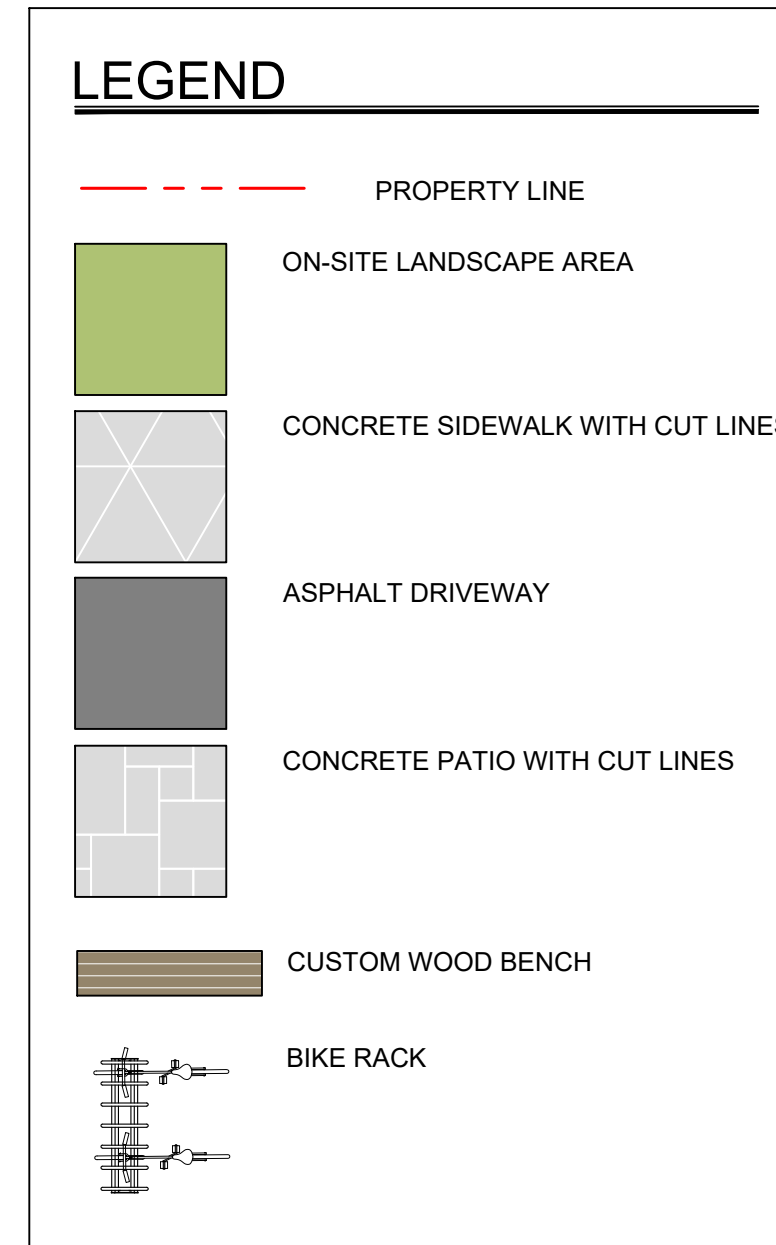 LEGEND
PROPERTY LINE
ON-SITE LANDSCAPE AREA
CONCRETE SIDEWALK WITH CUT LINES
ASPHALT DRIVEWAY
CONCRETE PATIO WITH CUT LINES
CUSTOM WOOD BENCH
BIKE RACK